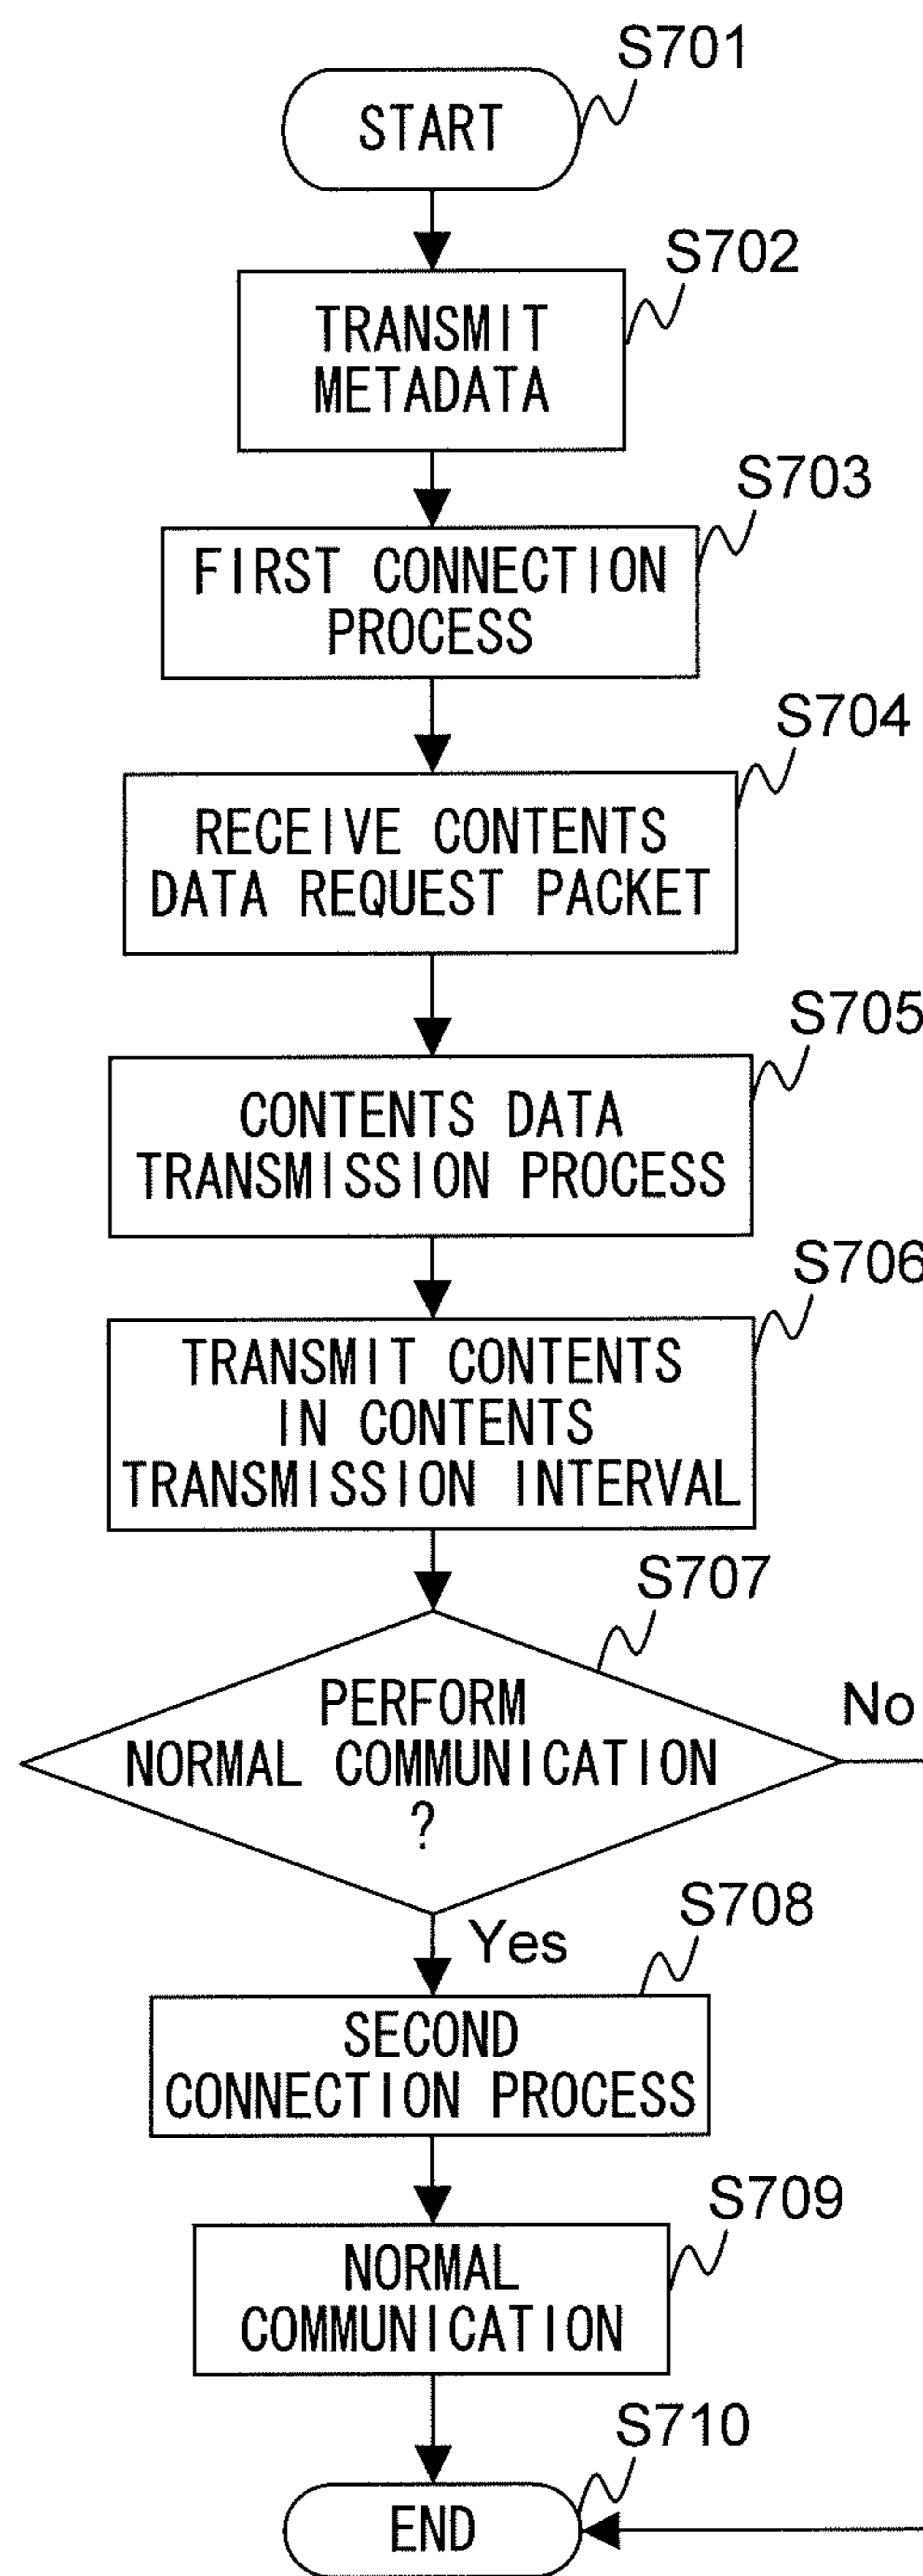 S701
START
S702
TRANSMIT
METADATA
S703
FIRST CONNECTION
PROCESS
S704
RECEIVE CONTENTS
DATA REQUEST PACKET
S705
CONTENTS DATA
TRANSMISSION PROCESS
S706
TRANSMIT CONTENTS
IN CONTENTS
TRANSMISSION INTERVAL
S707
PERFORM
NORMAL COMMUNICATION
?
No
Yes
S708
SECOND
CONNECTION PROCESS
S709
NORMAL
COMMUNICATION
S710
END